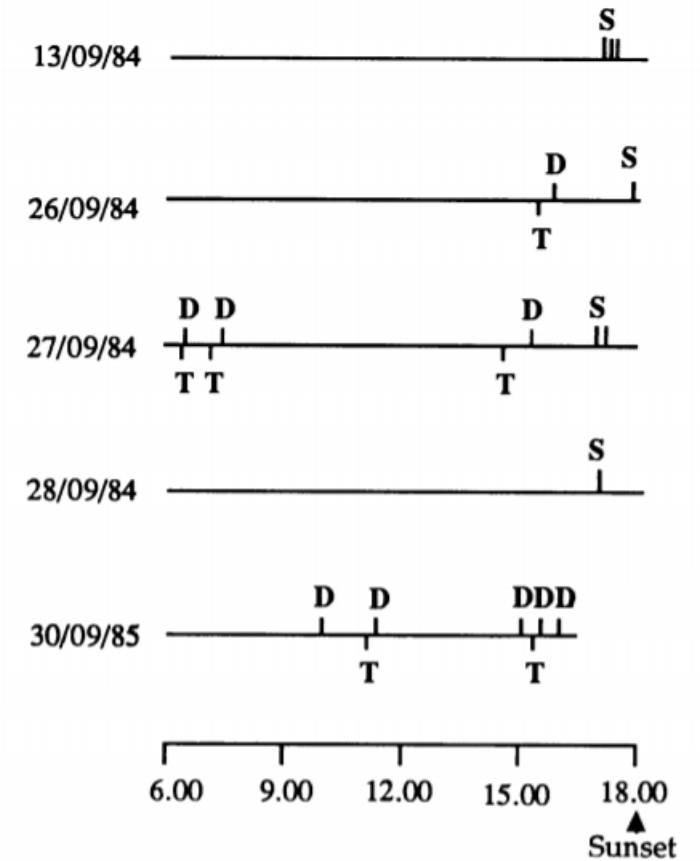 S
13/09/84
D S
26/09/84
T
D D D S
27/09/84
T T T
S
28/09/84
D D DDD
30/09/85
T T
6.00 9.00 12.00 15.00 18.00
Sunset